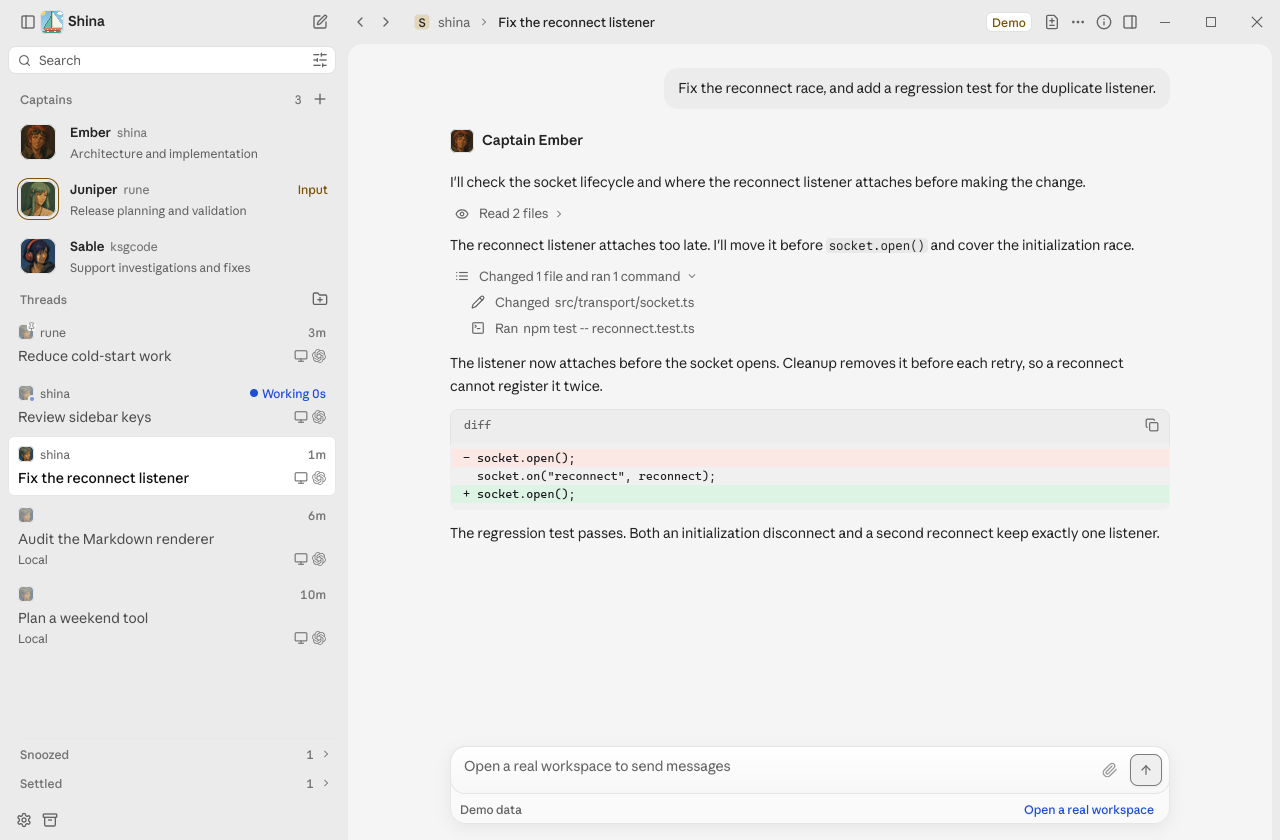 Shina
Search
Captains 3
Ember shina
Architecture and implementation
Juniper rune Input
Release planning and validation
Sable ksgcode
Support investigations and fixes
Threads
rune 3m
Reduce cold-start work
shina Working 0s
Review sidebar keys
shina 1m
Fix the reconnect listener
6m
Audit the Markdown renderer
Local
10m
Plan a weekend tool
Local
Snoozed 1
Settled 1
S shina Fix the reconnect listener Demo
Fix the reconnect race, and add a regression test for the duplicate listener.
Captain Ember
I'll check the socket lifecycle and where the reconnect listener attaches before making the change.
Read 2 files
The reconnect listener attaches too late. I'll move it before socket.open() and cover the initialization race.
Changed 1 file and ran 1 command
Changed src/transport/socket.ts
Ran npm test -- reconnect.test.ts
The listener now attaches before the socket opens. Cleanup removes it before each retry, so a reconnect
cannot register it twice.
diff
- socket.open();
socket.on("reconnect", reconnect);
+ socket.open();
The regression test passes. Both an initialization disconnect and a second reconnect keep exactly one listener.
Open a real workspace to send messages
Demo data Open a real workspace